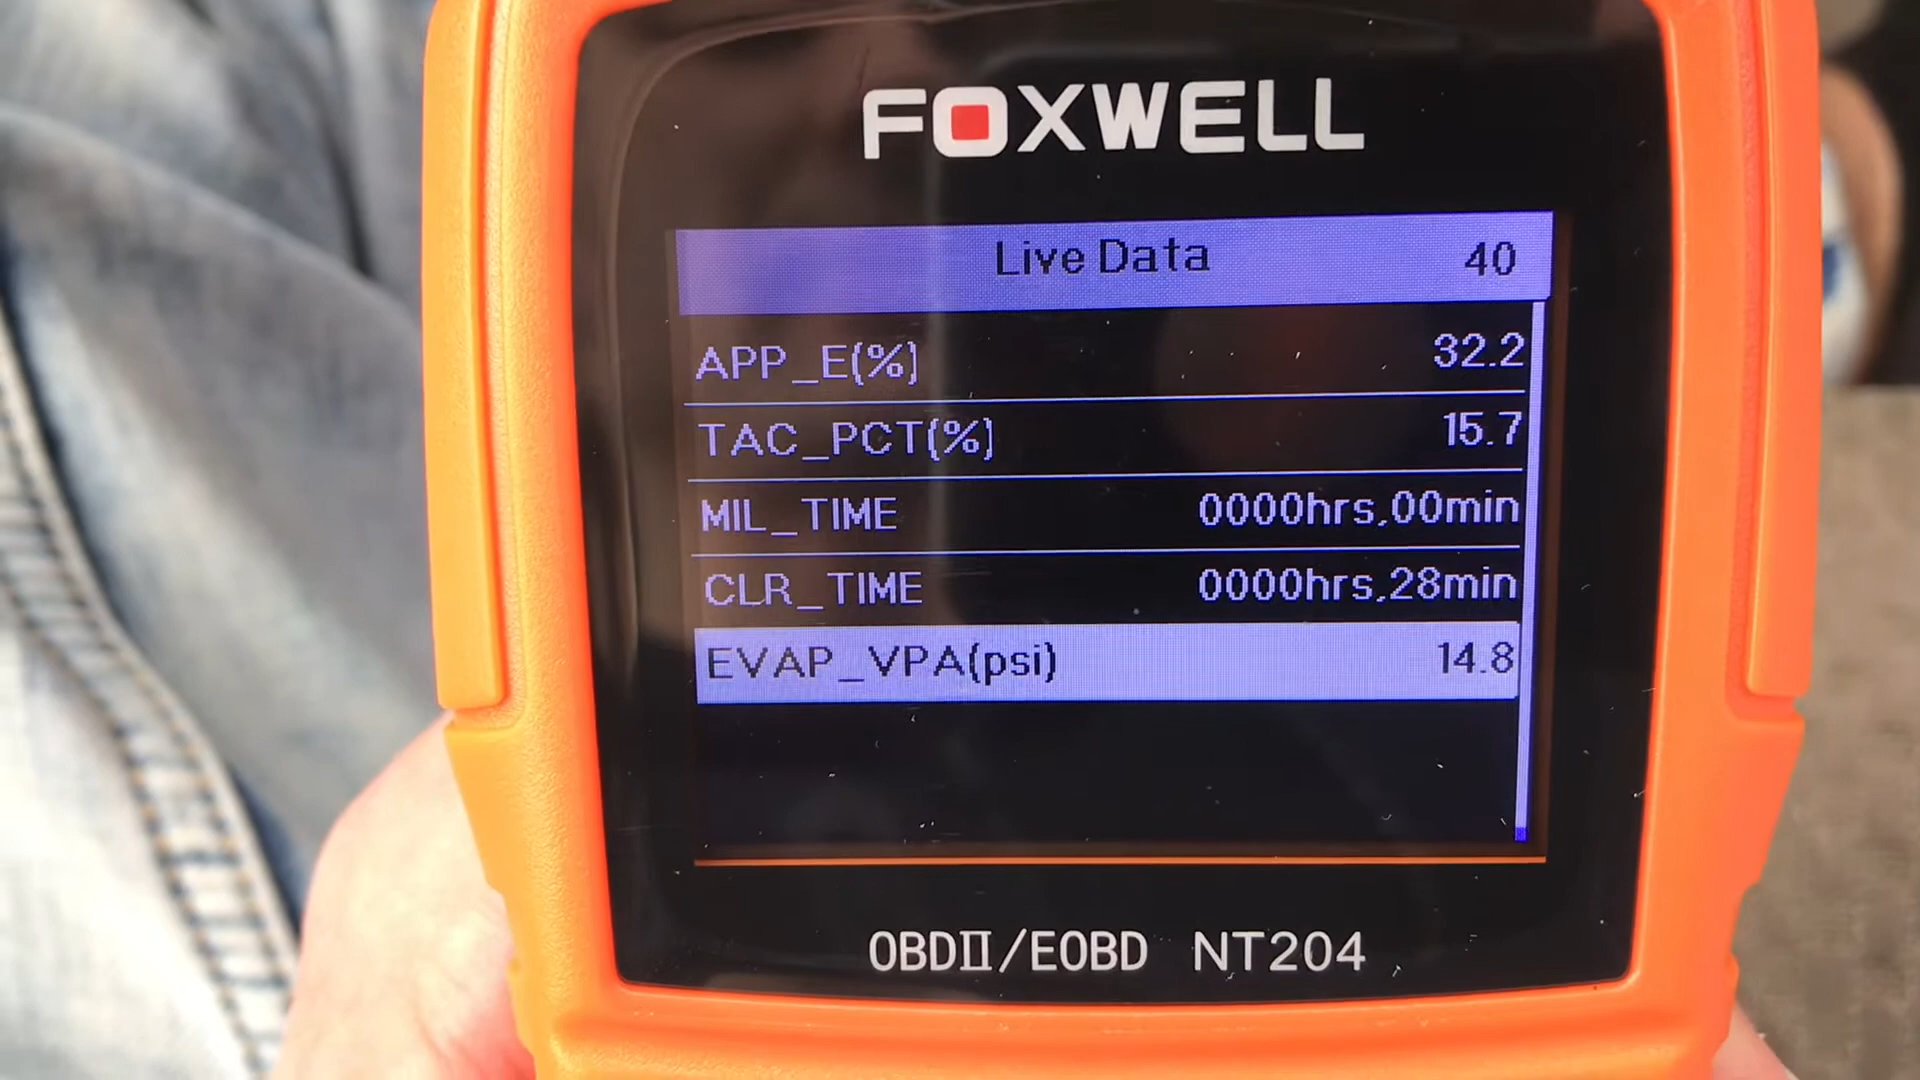 FOXWELL
Live Data 40
APP_E(%) 32.2
TAC_PCT(%) 15.7
MIL_TIME 0000hrs,00min
CLR_TIME 0000hrs,28min
EVAP_VPA(psi) 14.8
OBDII/EOBD NT204